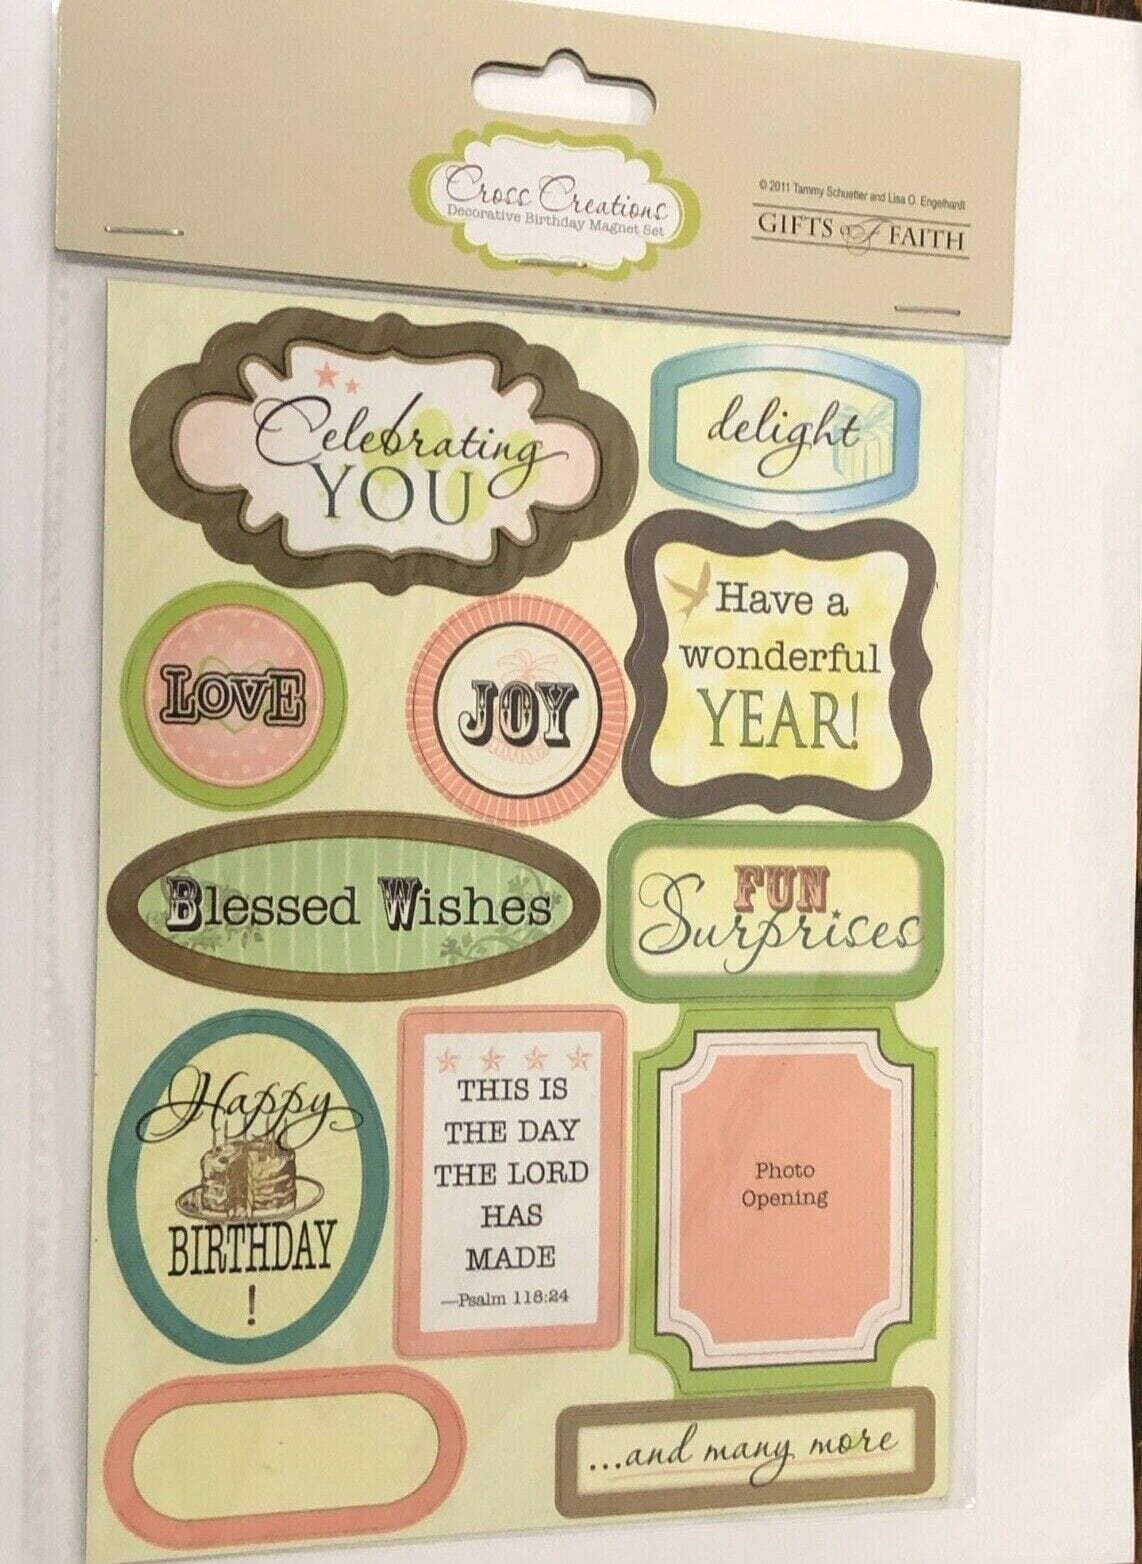 Cross Creations
Decorative Birthday Magnet Set
© 2011 Tammy Schuetter and Lisa O. Engelhardt
GIFTS of FAITH
Celebrating
YOU
delight
Have a
wonderful
YEAR!
LOVE
JOY
Blessed Wishes
FUN
Surprises
Happy
BIRTHDAY
!
THIS IS
THE DAY
THE LORD
HAS
MADE
—Psalm 118:24
Photo
Opening
...and many more